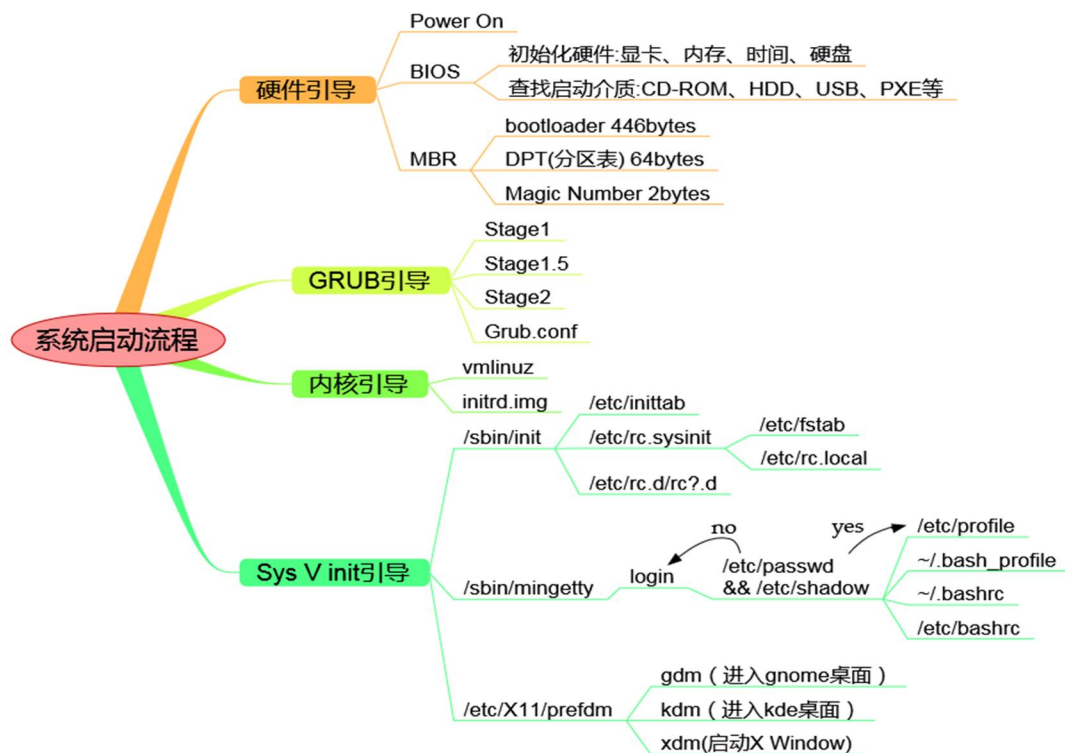 系统启动流程
硬件引导
Power On
BIOS
初始化硬件:显卡、内存、时间、硬盘
查找启动介质:CD-ROM、HDD、USB、PXE等
MBR
bootloader 446bytes
DPT(分区表) 64bytes
Magic Number 2bytes
GRUB引导
Stage1
Stage1.5
Stage2
Grub.conf
内核引导
vmlinuz
initrd.img
Sys V init引导
/sbin/init
/etc/inittab
/etc/rc.sysinit
/etc/fstab
/etc/rc.local
/etc/rc.d/rc?.d
/sbin/mingetty
login
no
yes
/etc/passwd
&& /etc/shadow
/etc/profile
~/.bash_profile
~/.bashrc
/etc/bashrc
/etc/X11/prefdm
gdm（进入gnome桌面）
kdm（进入kde桌面）
xdm(启动X Window)